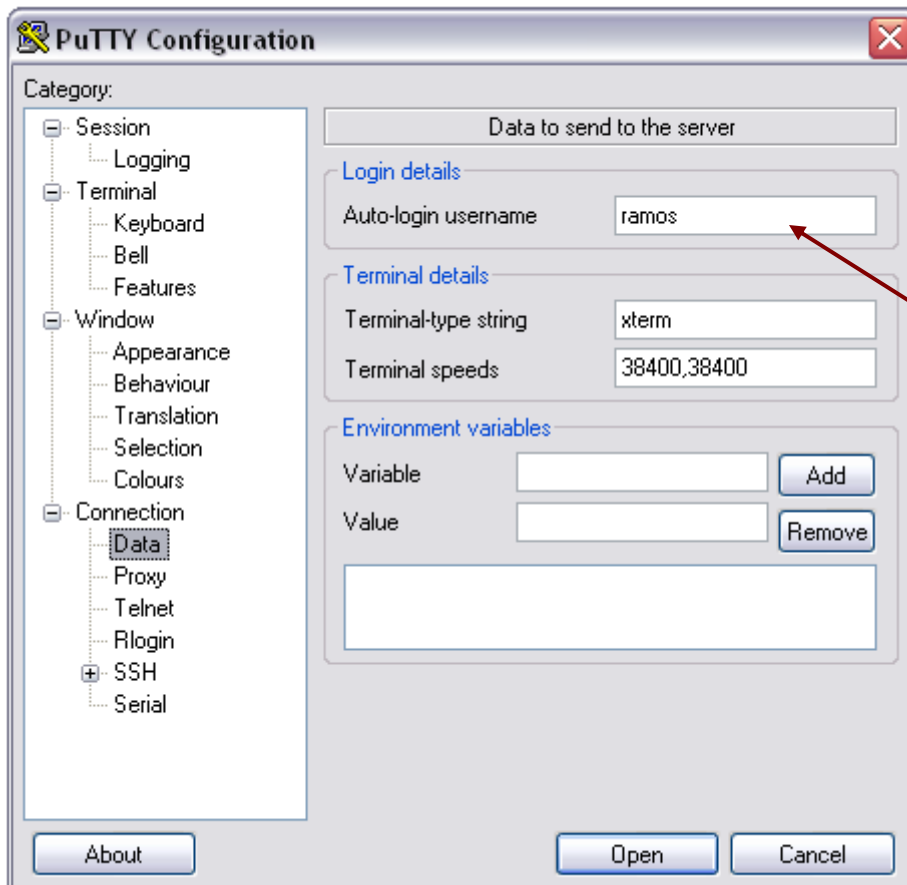 PuTTY Configuration
Category:
Session
Logging
Terminal
Keyboard
Bell
Features
Window
Appearance
Behaviour
Translation
Selection
Colours
Connection
Data
Proxy
Telnet
Rlogin
SSH
Serial
Data to send to the server
Login details
Auto-login username ramos
Terminal details
Terminal-type string xterm
Terminal speeds 38400,38400
Environment variables
Variable Add
Value Remove
About Open Cancel